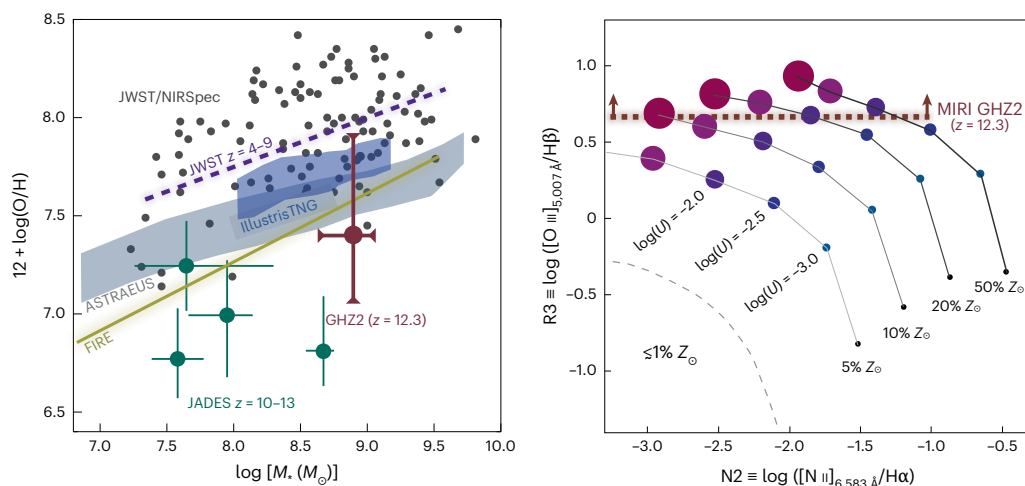 8.5
8.0
7.5
7.0
6.5
12 + log(O/H)
JWST/NIRSpec
JWST z = 4–9
IllustrisTNG
ASTRAEUS
FIRE
GHZ2 (z = 12.3)
JADES z = 10–13
7.0 7.5 8.0 8.5 9.0 9.5 10.0
log [M* (M⊙)]
1.0
0.5
0
−0.5
−1.0
R3 ≡ log ([O III]5,007 Å/Hβ)
MIRI GHZ2
(z = 12.3)
log(U) = −2.0
log(U) = −2.5
log(U) = −3.0
≲1% Z⊙
5% Z⊙
10% Z⊙
20% Z⊙
50% Z⊙
−3.0 −2.5 −2.0 −1.5 −1.0 −0.5 0
N2 ≡ log ([N II]6,583 Å/Hα)